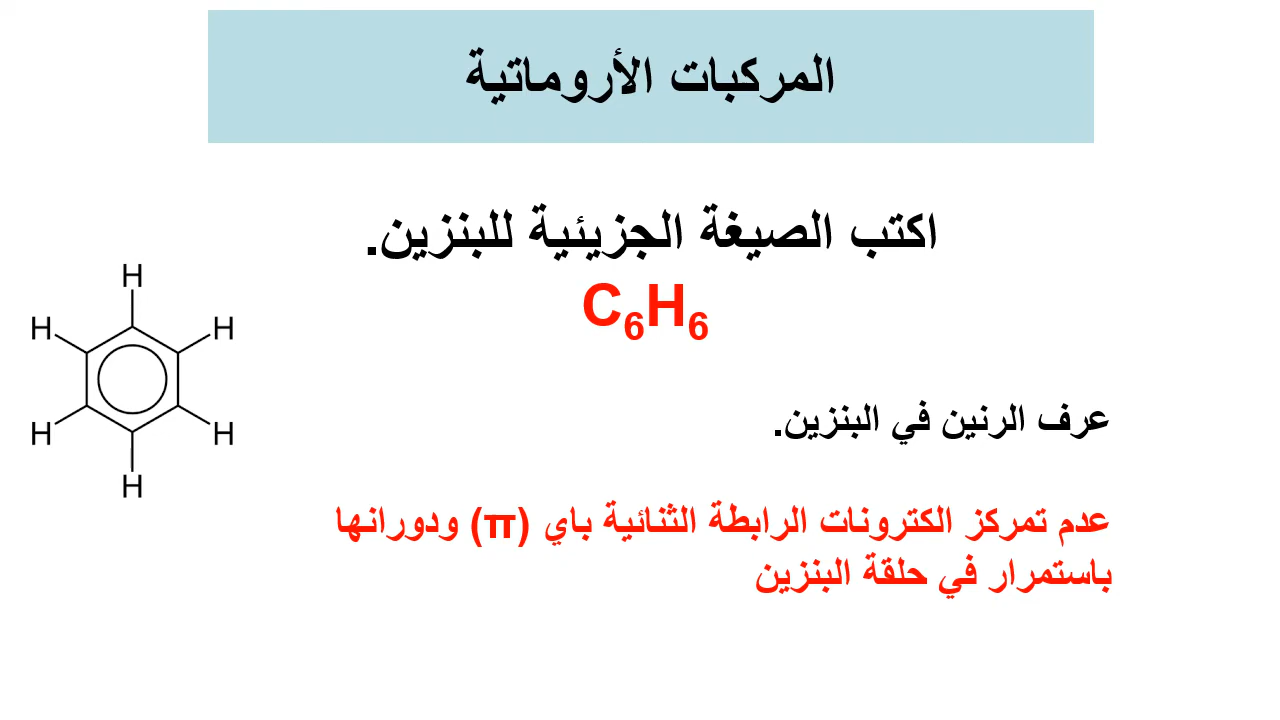 المركبات الأروماتية
اكتب الصيغة الجزيئية للبنزين.
C₆H₆
H
H
H
H
H
H
عرف الرنين في البنزين.
عدم تمركز الكترونات الرابطة الثنائية باي (π) ودورانها
باستمرار في حلقة البنزين